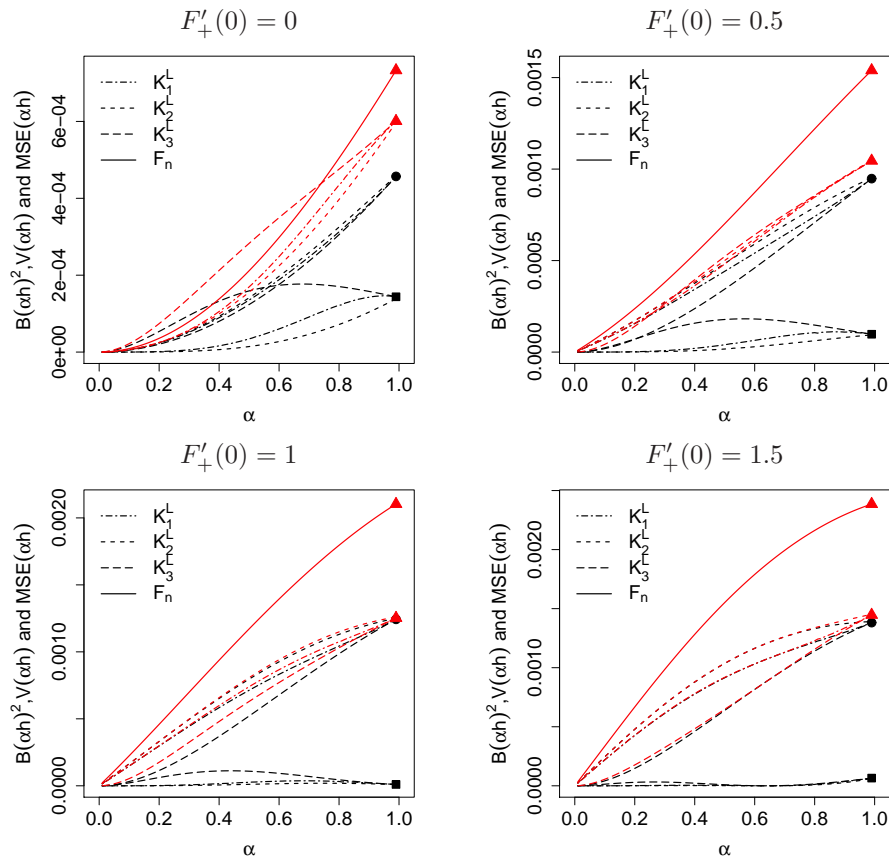 F′₊(0) = 0
B(αh)²,V(αh) and MSE(αh)
0e+00 2e−04 4e−04 6e−04
K₁ᴸ
K₂ᴸ
K₃ᴸ
Fₙ
0.0 0.2 0.4 0.6 0.8 1.0
α
F′₊(0) = 0.5
B(αh)²,V(αh) and MSE(αh)
0.0000 0.0005 0.0010 0.0015
K₁ᴸ
K₂ᴸ
K₃ᴸ
Fₙ
0.0 0.2 0.4 0.6 0.8 1.0
α
F′₊(0) = 1
B(αh)²,V(αh) and MSE(αh)
0.0000 0.0010 0.0020
K₁ᴸ
K₂ᴸ
K₃ᴸ
Fₙ
0.0 0.2 0.4 0.6 0.8 1.0
α
F′₊(0) = 1.5
B(αh)²,V(αh) and MSE(αh)
0.0000 0.0010 0.0020
K₁ᴸ
K₂ᴸ
K₃ᴸ
Fₙ
0.0 0.2 0.4 0.6 0.8 1.0
α